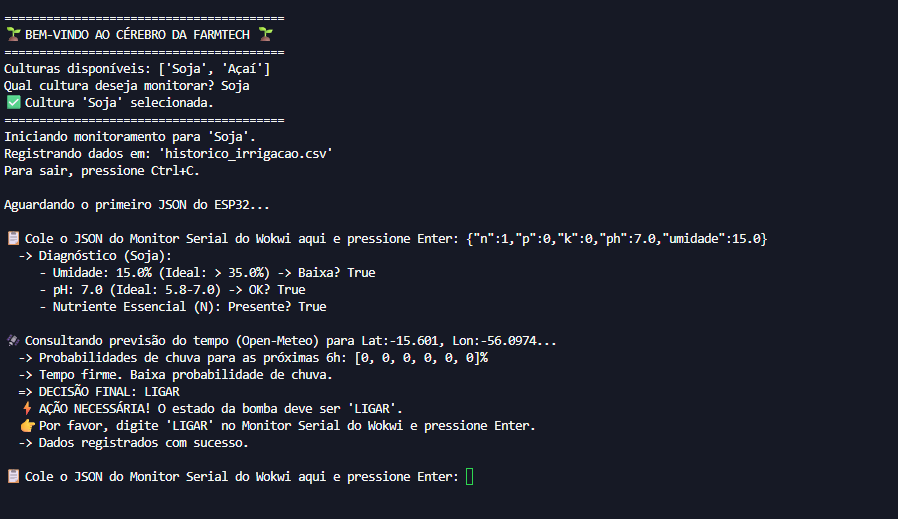 ========================================
🌱 BEM-VINDO AO CÉREBRO DA FARMTECH 🌱
========================================
Culturas disponíveis: ['Soja', 'Açaí']
Qual cultura deseja monitorar? Soja
✅ Cultura 'Soja' selecionada.
========================================
Iniciando monitoramento para 'Soja'.
Registrando dados em: 'historico_irrigacao.csv'
Para sair, pressione Ctrl+C.
Aguardando o primeiro JSON do ESP32...
📋 Cole o JSON do Monitor Serial do Wokwi aqui e pressione Enter: {"n":1,"p":0,"k":0,"ph":7.0,"umidade":15.0}
-> Diagnóstico (Soja):
- Umidade: 15.0% (Ideal: > 35.0%) -> Baixa? True
- pH: 7.0 (Ideal: 5.8-7.0) -> OK? True
- Nutriente Essencial (N): Presente? True
🛰️ Consultando previsão do tempo (Open-Meteo) para Lat:-15.601, Lon:-56.0974...
-> Probabilidades de chuva para as próximas 6h: [0, 0, 0, 0, 0, 0]%
-> Tempo firme. Baixa probabilidade de chuva.
=> DECISÃO FINAL: LIGAR
⚡ AÇÃO NECESSÁRIA! O estado da bomba deve ser 'LIGAR'.
👉 Por favor, digite 'LIGAR' no Monitor Serial do Wokwi e pressione Enter.
-> Dados registrados com sucesso.
📋 Cole o JSON do Monitor Serial do Wokwi aqui e pressione Enter: